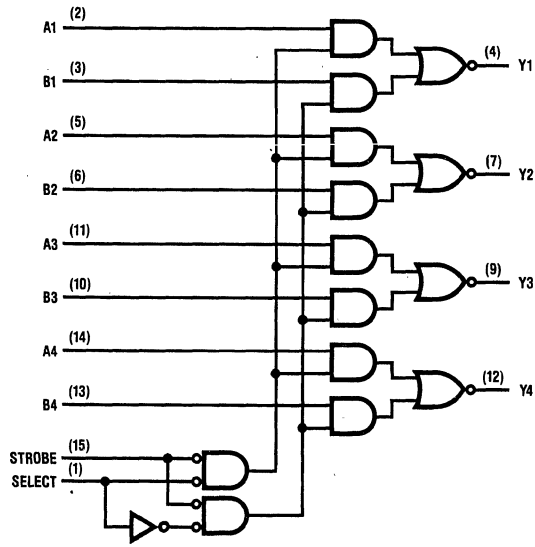 A1 (2)
(4) Y1
B1 (3)
A2 (5)
(7) Y2
B2 (6)
A3 (11)
(9) Y3
B3 (10)
A4 (14)
(12) Y4
B4 (13)
STROBE (15)
SELECT (1)